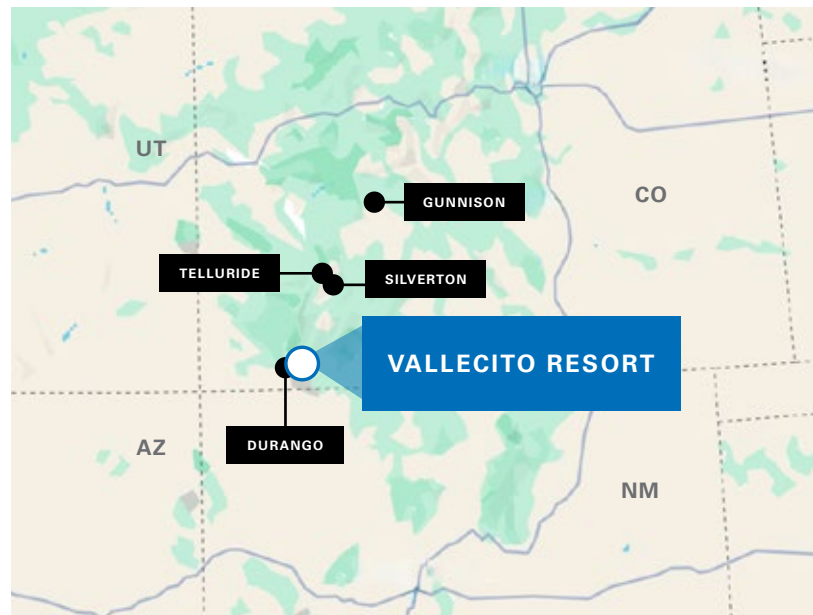 UT
GUNNISON
CO
TELLURIDE
SILVERTON
VALLECITO RESORT
AZ
DURANGO
NM